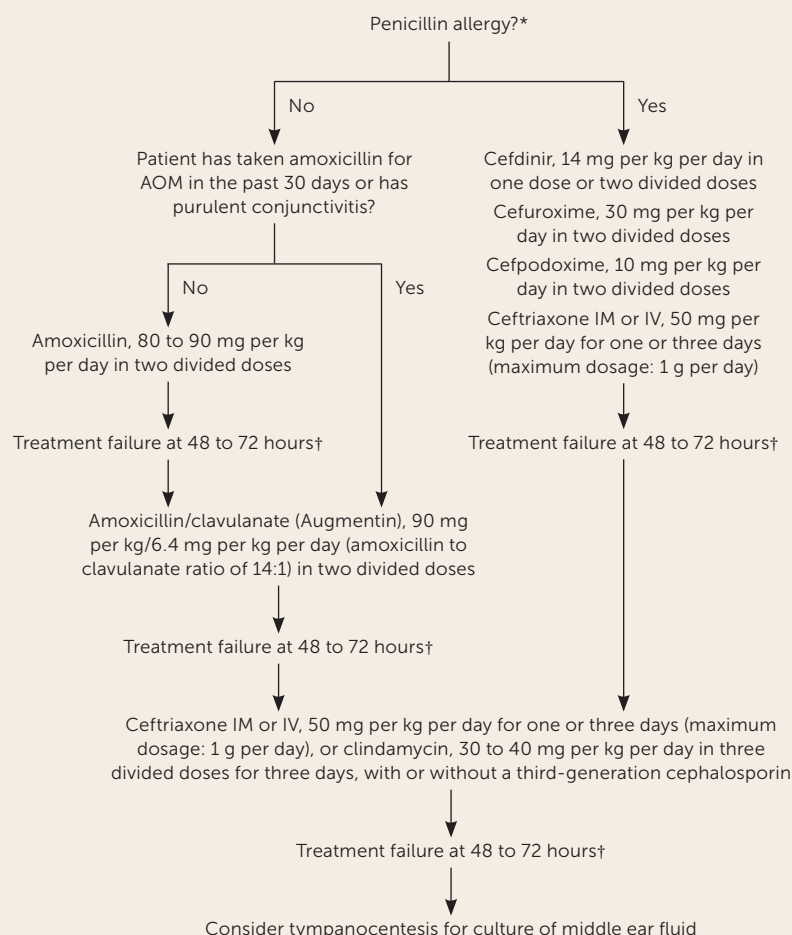 Penicillin allergy?*
No
Yes
Patient has taken amoxicillin for
AOM in the past 30 days or has
purulent conjunctivitis?
Cefdinir, 14 mg per kg per day in
one dose or two divided doses
Cefuroxime, 30 mg per kg per
day in two divided doses
Cefpodoxime, 10 mg per kg per
day in two divided doses
Ceftriaxone IM or IV, 50 mg per
kg per day for one or three days
(maximum dosage: 1 g per day)
No
Yes
Amoxicillin, 80 to 90 mg per kg
per day in two divided doses
Treatment failure at 48 to 72 hours†
Treatment failure at 48 to 72 hours†
Amoxicillin/clavulanate (Augmentin), 90 mg
per kg/6.4 mg per kg per day (amoxicillin to
clavulanate ratio of 14:1) in two divided doses
Treatment failure at 48 to 72 hours†
Ceftriaxone IM or IV, 50 mg per kg per day for one or three days (maximum
dosage: 1 g per day), or clindamycin, 30 to 40 mg per kg per day in three
divided doses for three days, with or without a third-generation cephalosporin
Treatment failure at 48 to 72 hours†
Consider tympanocentesis for culture of middle ear fluid